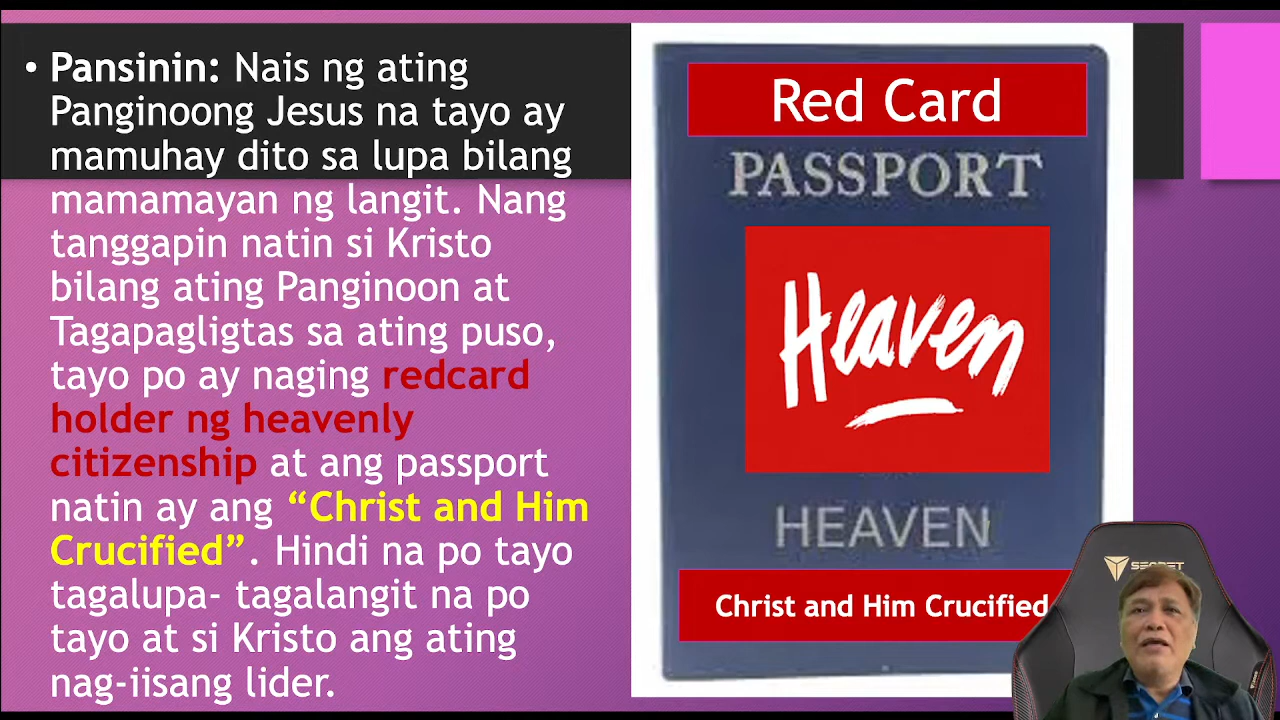 • Pansinin: Nais ng ating
Panginoong Jesus na tayo ay
mamuhay dito sa lupa bilang
mamamayan ng langit. Nang
tanggapin natin si Kristo
bilang ating Panginoon at
Tagapagligtas sa ating puso,
tayo po ay naging redcard
holder ng heavenly
citizenship at ang passport
natin ay ang “Christ and Him
Crucified”. Hindi na po tayo
tagalupa- tagalangit na po
tayo at si Kristo ang ating
nag-iisang lider.
Red Card
PASSPORT
Heaven
HEAVEN
Christ and Him Crucified